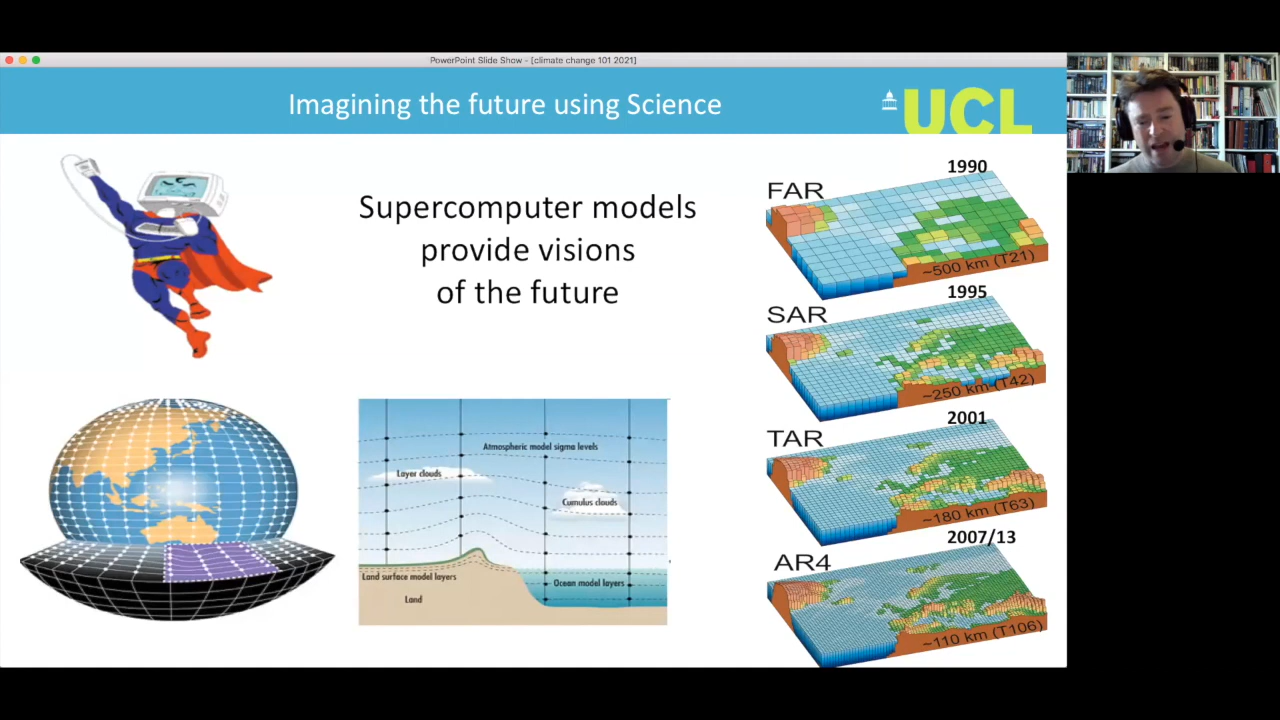 PowerPoint Slide Show - [climate change 101 2021]
Imagining the future using Science
UCL
Supercomputer models
provide visions
of the future
1990
FAR
~500 km (T21)
1995
SAR
~250 km (T42)
2001
TAR
~180 km (T63)
2007/13
AR4
~110 km (T106)
Atmospheric model sigma levels
Layer clouds
Cumulus clouds
Land surface model layers
Ocean model layers
Land